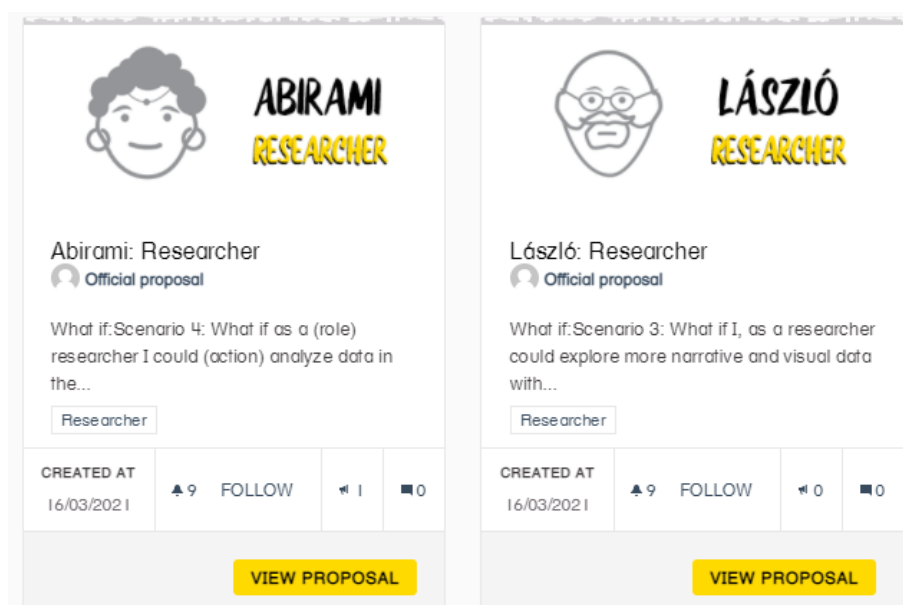 ABIRAMI
RESEARCHER
Abirami: Researcher
Official proposal
What if:Scenario 4: What if as a (role)
researcher I could (action) analyze data in
the...
Researcher
CREATED AT
16/03/2021
9 FOLLOW
1
0
VIEW PROPOSAL
LÁSZLÓ
RESEARCHER
László: Researcher
Official proposal
What if:Scenario 3: What if I, as a researcher
could explore more narrative and visual data
with...
Researcher
CREATED AT
16/03/2021
9 FOLLOW
0
0
VIEW PROPOSAL